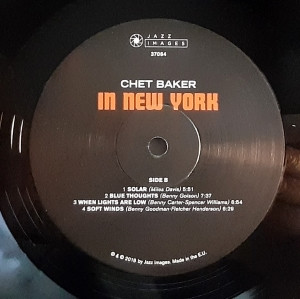 JAZZ
IMAGES
37084
CHET BAKER
IN NEW YORK
SIDE B
1 SOLAR (Miles Davis) 5:51
2 BLUE THOUGHTS (Benny Golson) 7:37
3 WHEN LIGHTS ARE LOW (Benny Carter-Spencer Williams) 6:54
4 SOFT WINDS (Benny Goodman-Fletcher Henderson) 6:29
℗ & © 2018 by Jazz Images. Made in the E.U.